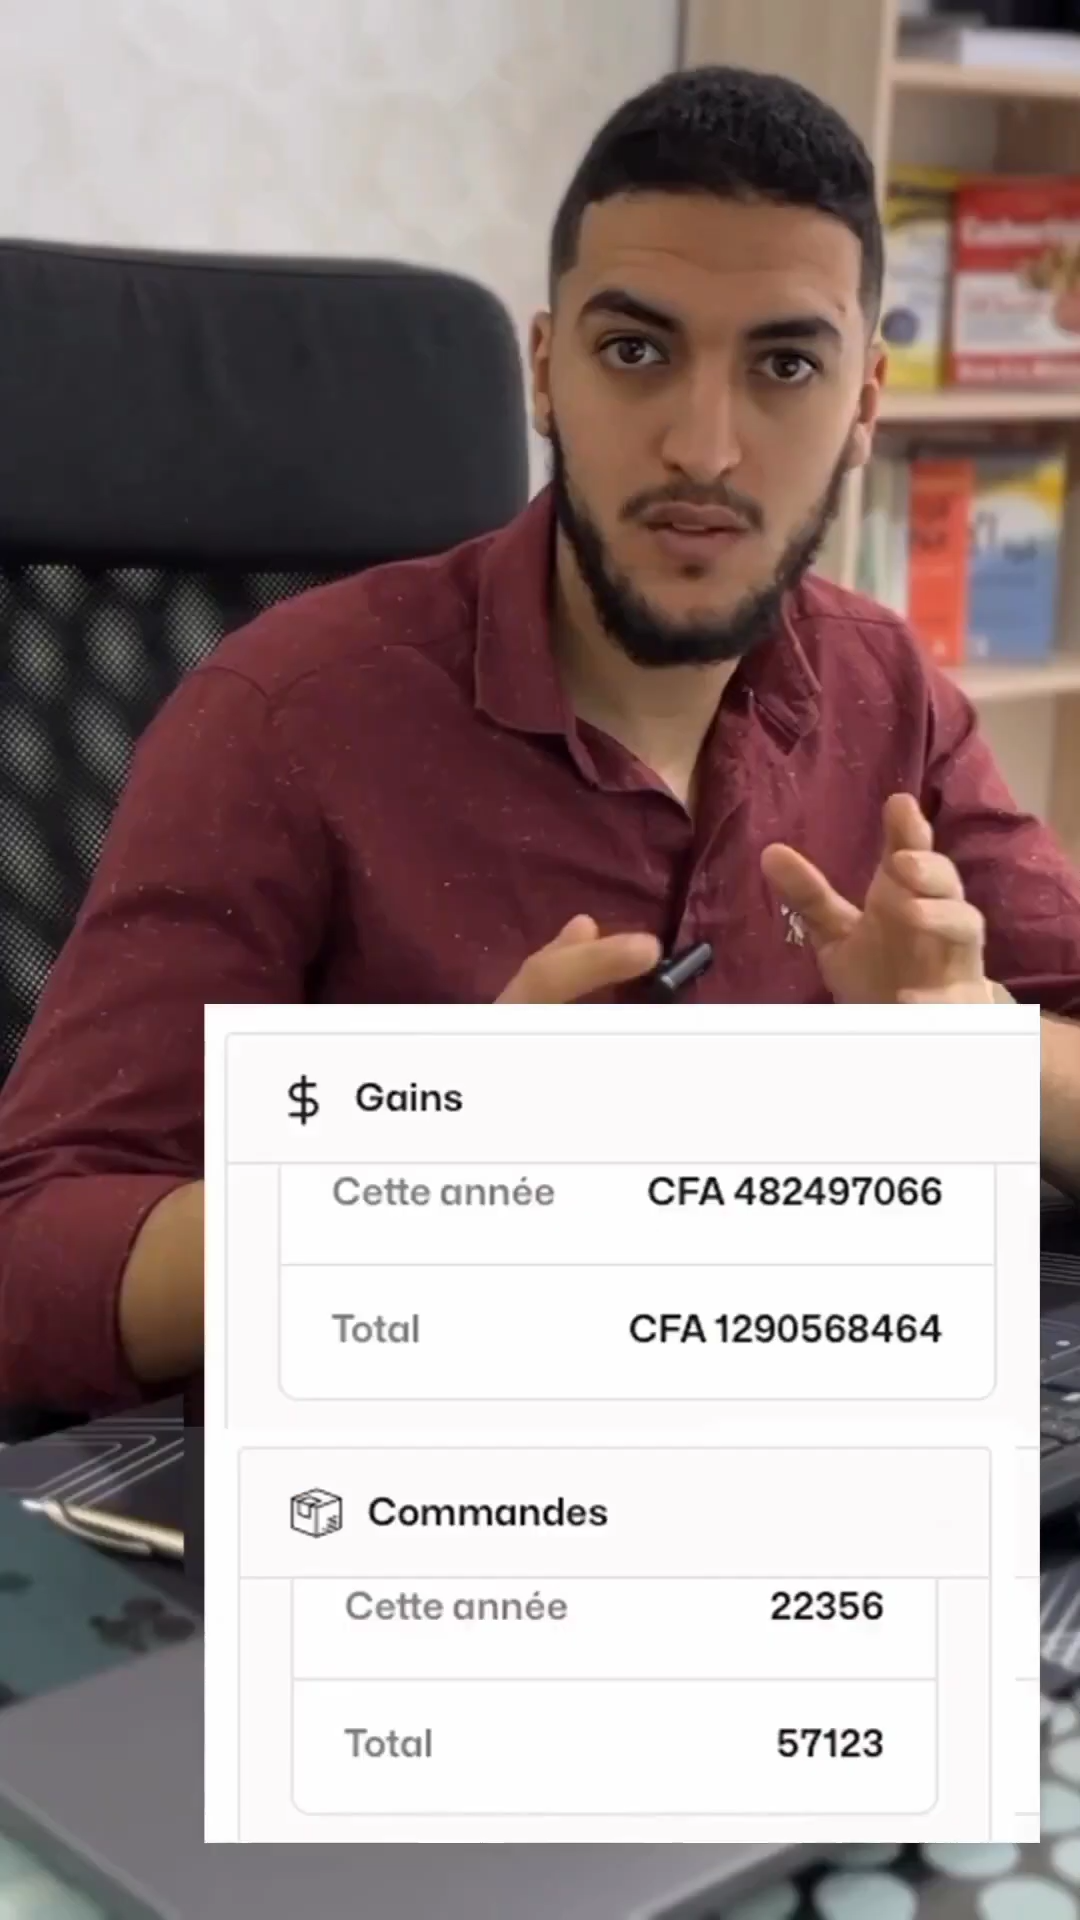 $ Gains
Cette année CFA 482497066
Total CFA 1290568464
Commandes
Cette année 22356
Total 57123